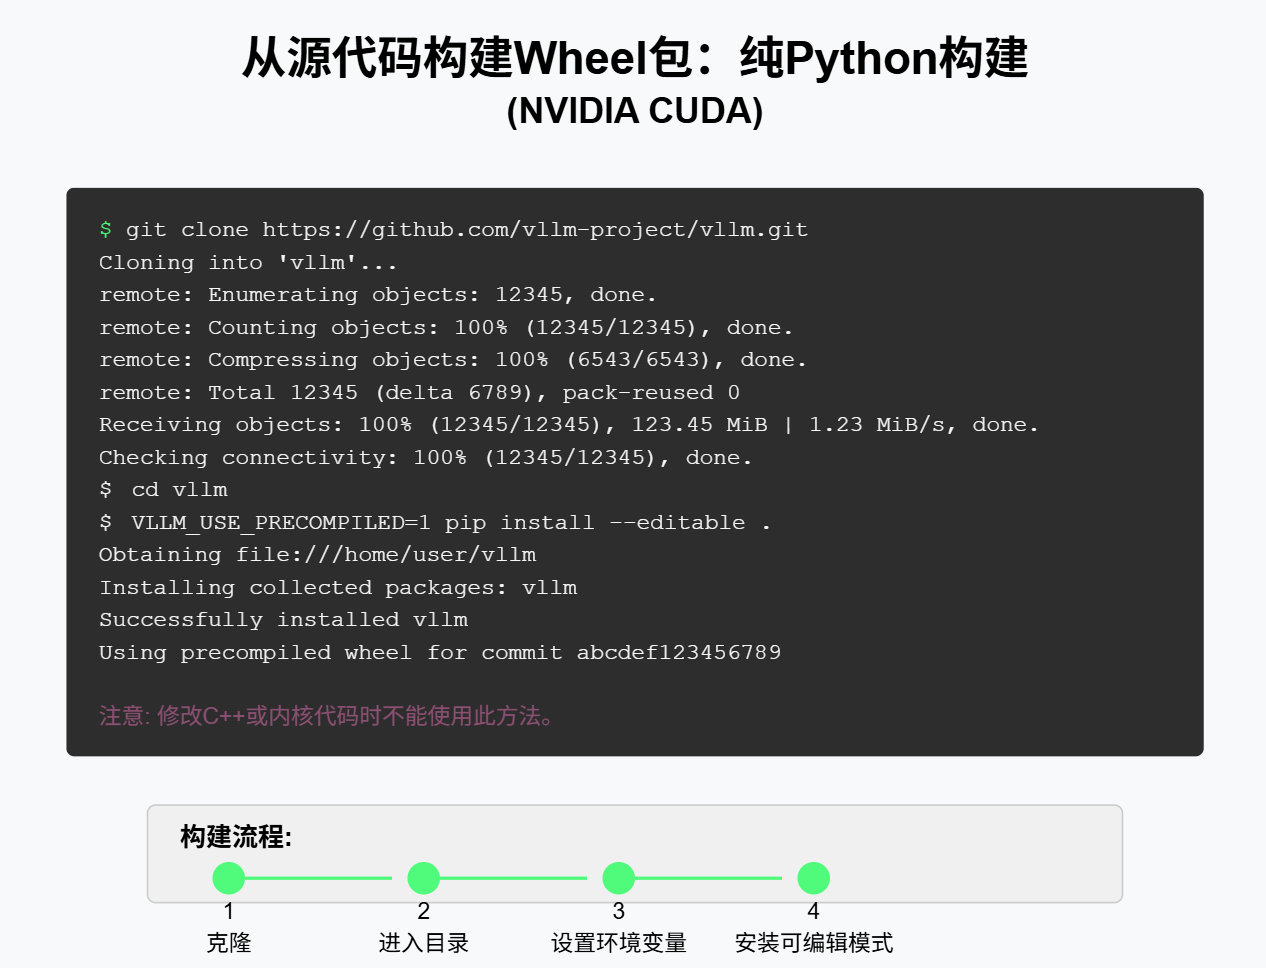 从源代码构建Wheel包：纯Python构建
(NVIDIA CUDA)
$ git clone https://github.com/vllm-project/vllm.git
Cloning into 'vllm'...
remote: Enumerating objects: 12345, done.
remote: Counting objects: 100% (12345/12345), done.
remote: Compressing objects: 100% (6543/6543), done.
remote: Total 12345 (delta 6789), pack-reused 0
Receiving objects: 100% (12345/12345), 123.45 MiB | 1.23 MiB/s, done.
Checking connectivity: 100% (12345/12345), done.
$ cd vllm
$ VLLM_USE_PRECOMPILED=1 pip install --editable .
Obtaining file:///home/user/vllm
Installing collected packages: vllm
Successfully installed vllm
Using precompiled wheel for commit abcdef123456789
注意: 修改C++或内核代码时不能使用此方法。
构建流程:
1 2 3 4
克隆 进入目录 设置环境变量 安装可编辑模式